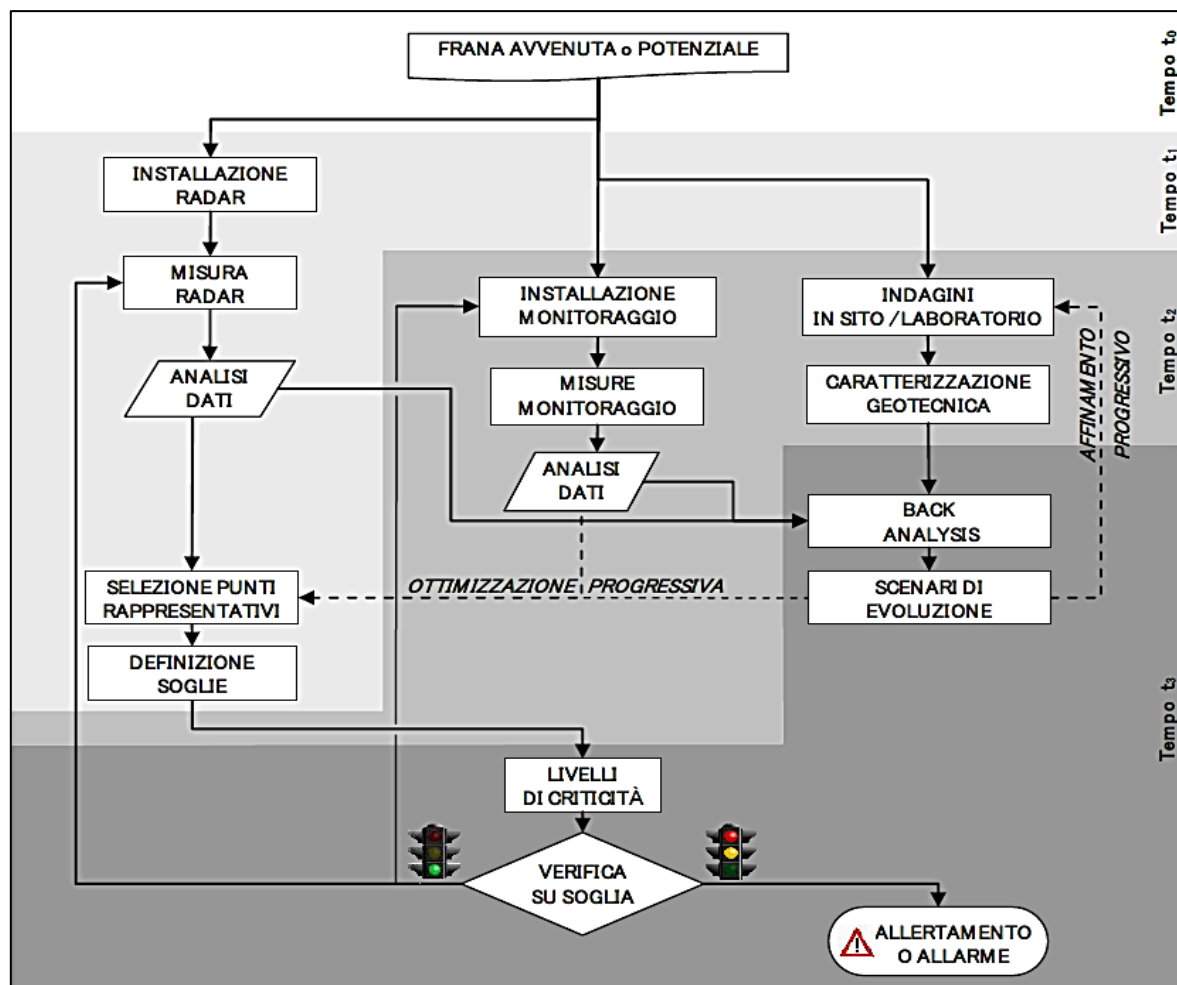 FRANA AVVENUTA o POTENZIALE
Tempo t0
INSTALLAZIONE
RADAR
Tempo t1
MISURA
RADAR
INSTALLAZIONE
MONITORAGGIO
INDAGINI
IN SITO / LABORATORIO
Tempo t2
ANALISI
DATI
MISURE
MONITORAGGIO
CARATTERIZZAZIONE
GEOTECNICA
AFFINAMENTO
PROGRESSIVO
ANALISI
DATI
BACK
ANALYSIS
SELEZIONE PUNTI
RAPPRESENTATIVI
OTTIMIZZAZIONE PROGRESSIVA
SCENARI DI
EVOLUZIONE
DEFINIZIONE
SOGLIE
Tempo t3
LIVELLI
DI CRITICITÀ
VERIFICA
SU SOGLIA
ALLERTAMENTO
O ALLARME